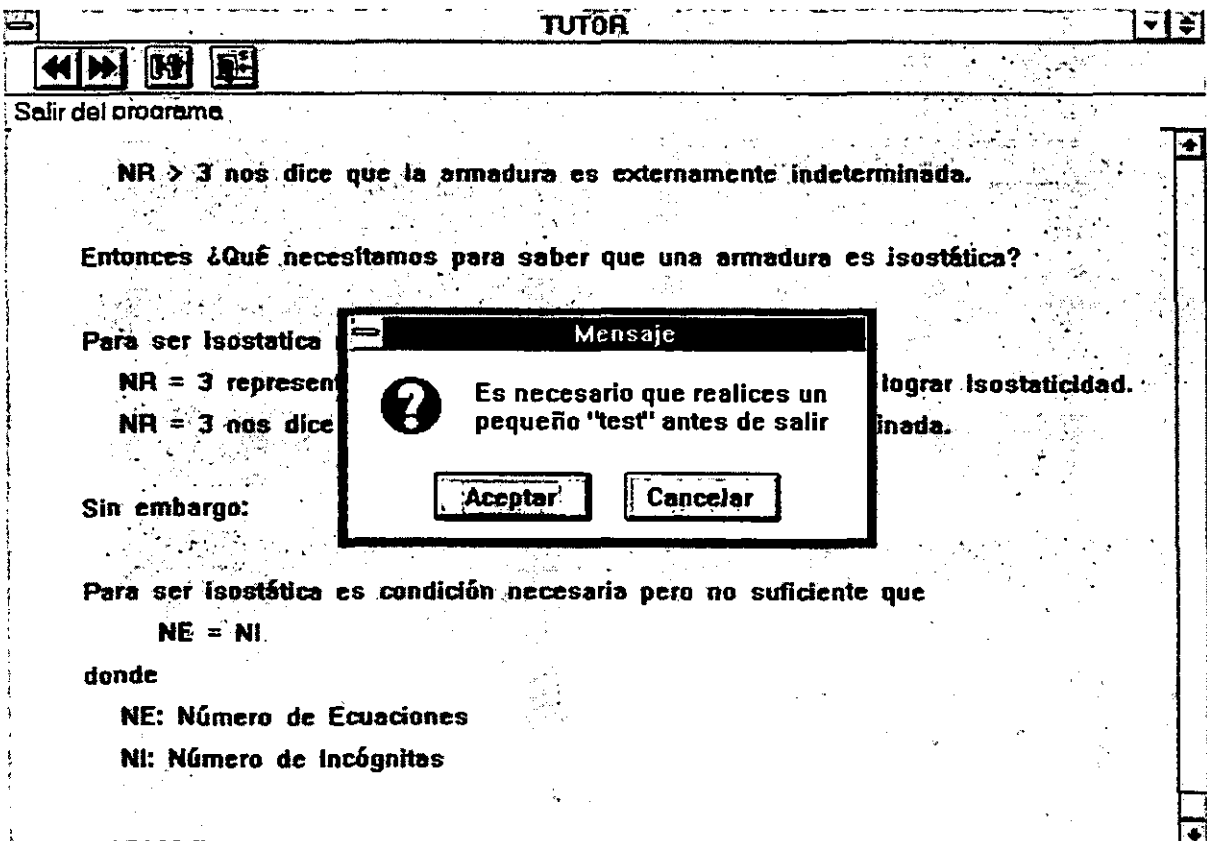 TUTOR
Salir del programa
NR > 3 nos dice que la armadura es externamente indeterminada.
Entonces ¿Qué necesitamos para saber que una armadura es isostática?
Para ser Isostatica
NR = 3 lograr Isostaticidad.
NR = 3 nos dice
Mensaje
Es necesario que realices un
pequeño "test" antes de salir
Aceptar
Cancelar
Sin embargo:
Para ser isostática es condición necesaria pero no suficiente que
NE = NI.
donde
NE: Número de Ecuaciones
NI: Número de Incógnitas